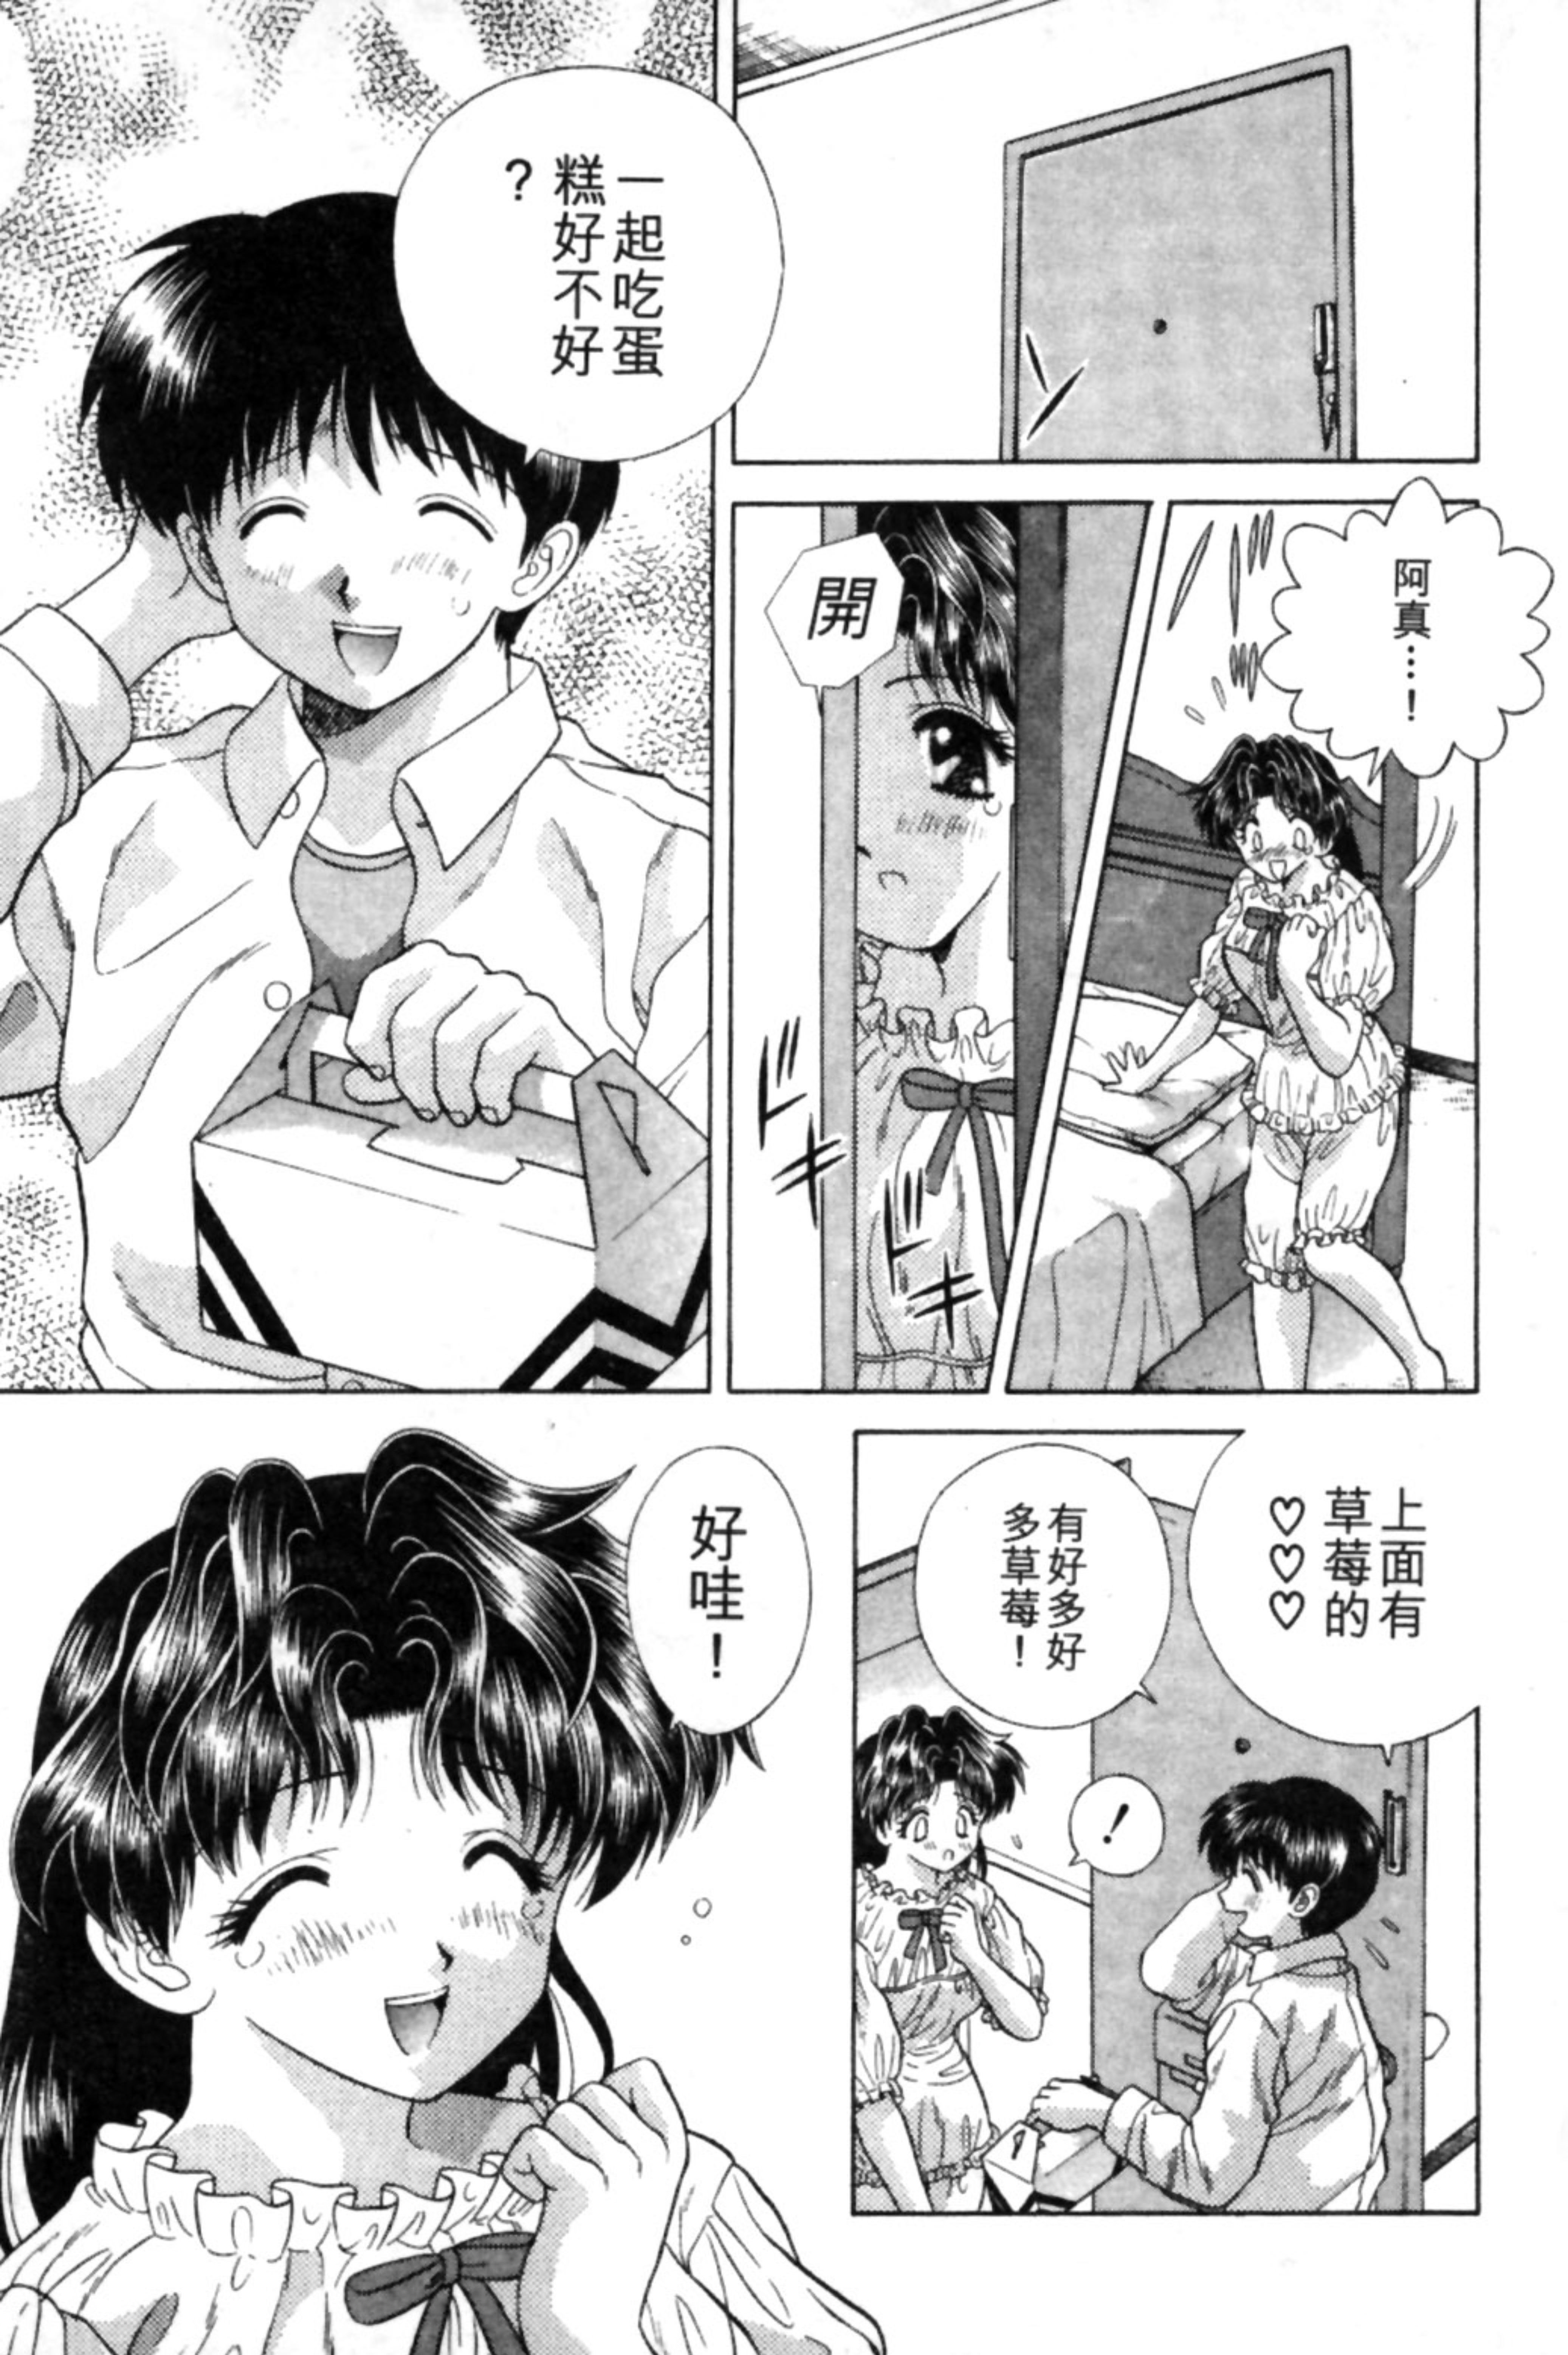 阿真…！
開
ドキ
ドキ
一起吃蛋
糕好不好
？
上面有
草莓的
♡♡♡
有好多好
多草莓！
！
好哇！